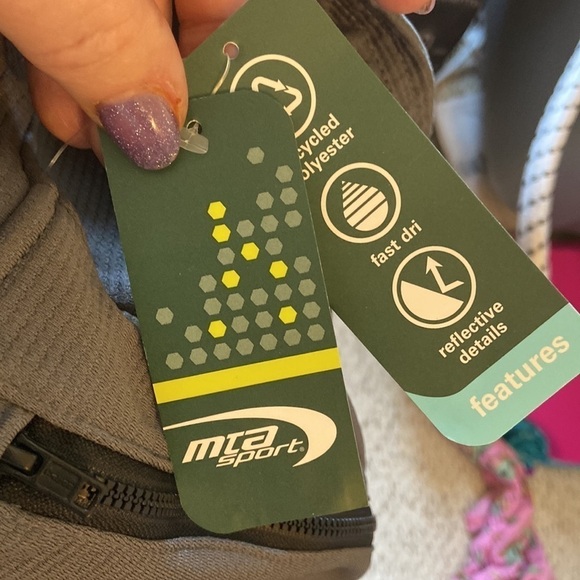 mta
sport®
cycled
olyester
fast dri
reflective
details
features